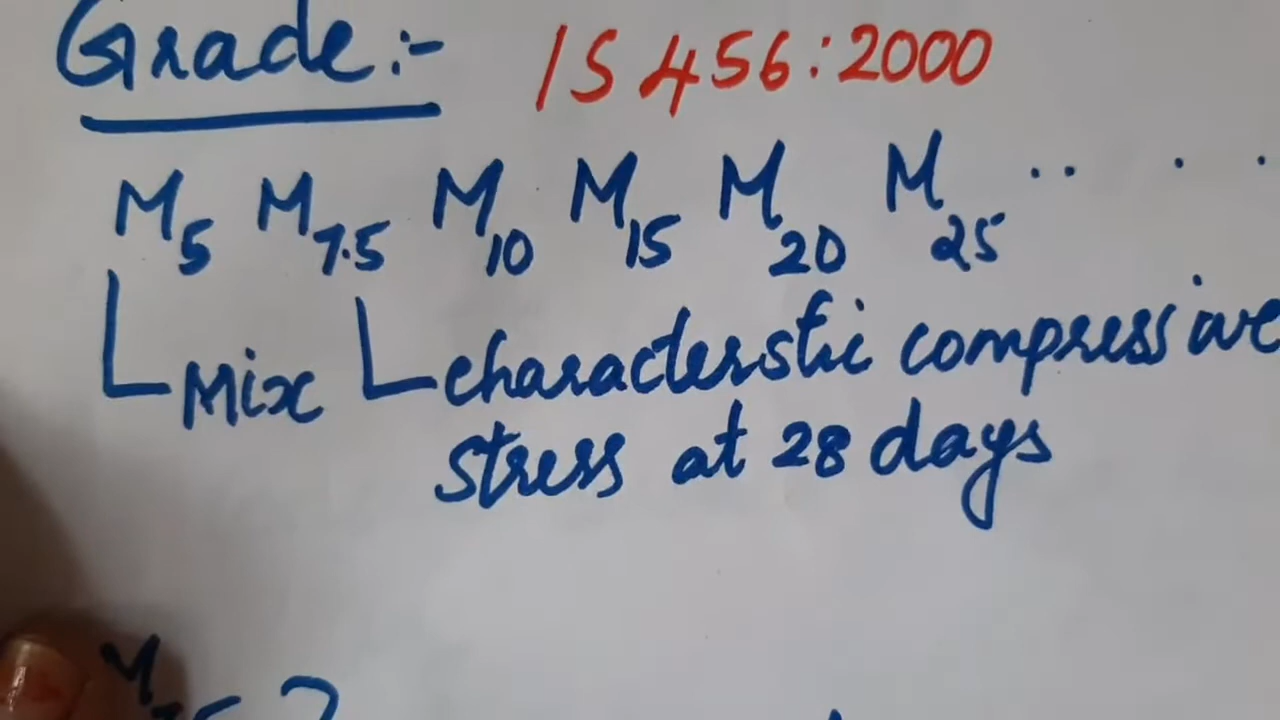 Grade:- IS 456:2000
M5 M7.5 M10 M15 M20 M25 .. . .
Mix characterstic compressive
stress at 28 days